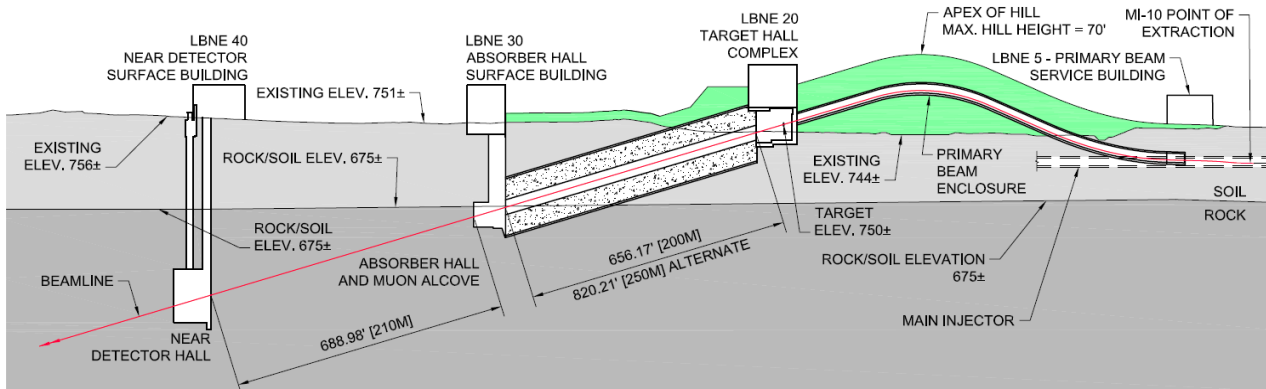 LBNE 40
NEAR DETECTOR
SURFACE BUILDING
LBNE 30
ABSORBER HALL
SURFACE BUILDING
LBNE 20
TARGET HALL
COMPLEX
APEX OF HILL
MAX. HILL HEIGHT = 70'
MI-10 POINT OF
EXTRACTION
LBNE 5 - PRIMARY BEAM
SERVICE BUILDING
EXISTING ELEV. 751±
EXISTING
ELEV. 756±
ROCK/SOIL ELEV. 675±
EXISTING
ELEV. 744±
PRIMARY
BEAM
ENCLOSURE
SOIL
ROCK
ROCK/SOIL
ELEV. 675±
TARGET
ELEV. 750±
656.17' [200M]
820.21' [250M] ALTERNATE
ROCK/SOIL ELEVATION
675±
BEAMLINE
ABSORBER HALL
AND MUON ALCOVE
688.98' [210M]
MAIN INJECTOR
NEAR
DETECTOR HALL